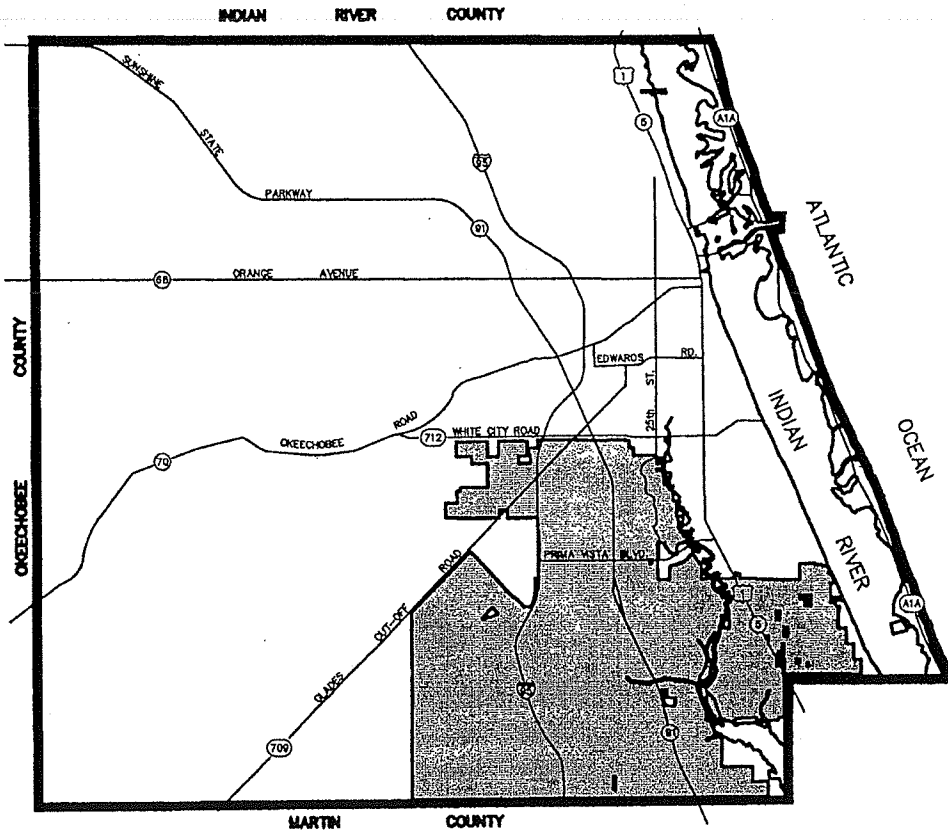 INDIAN RIVER COUNTY
SUNSHINE
STATE
PARKWAY
1
5
A1A
95
91
68
ORANGE AVENUE
ATLANTIC
OCEAN
COUNTY
OKEECHOBEE
EDWARDS RD.
25th ST.
INDIAN
RIVER
OKEECHOBEE ROAD
712
WHITE CITY ROAD
70
PRIMA VISTA BLVD.
GLADES CUT-OFF ROAD
A1A
5
95
91
709
MARTIN COUNTY